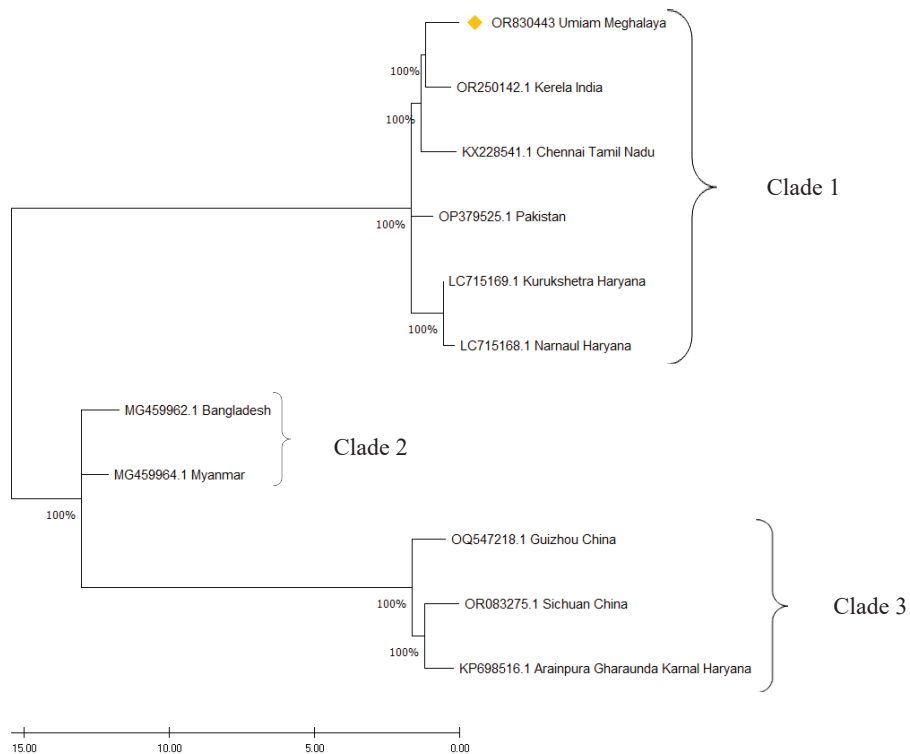 OR830443 Umiam Meghalaya
100%
OR250142.1 Kerela India
100%
KX228541.1 Chennai Tamil Nadu
Clade 1
OP379525.1 Pakistan
100%
LC715169.1 Kurukshetra Haryana
100%
LC715168.1 Narnaul Haryana
MG459962.1 Bangladesh
Clade 2
MG459964.1 Myanmar
100%
OQ547218.1 Guizhou China
100%
OR083275.1 Sichuan China
Clade 3
100%
KP698516.1 Arainpura Gharaunda Karnal Haryana
15.00 10.00 5.00 0.00